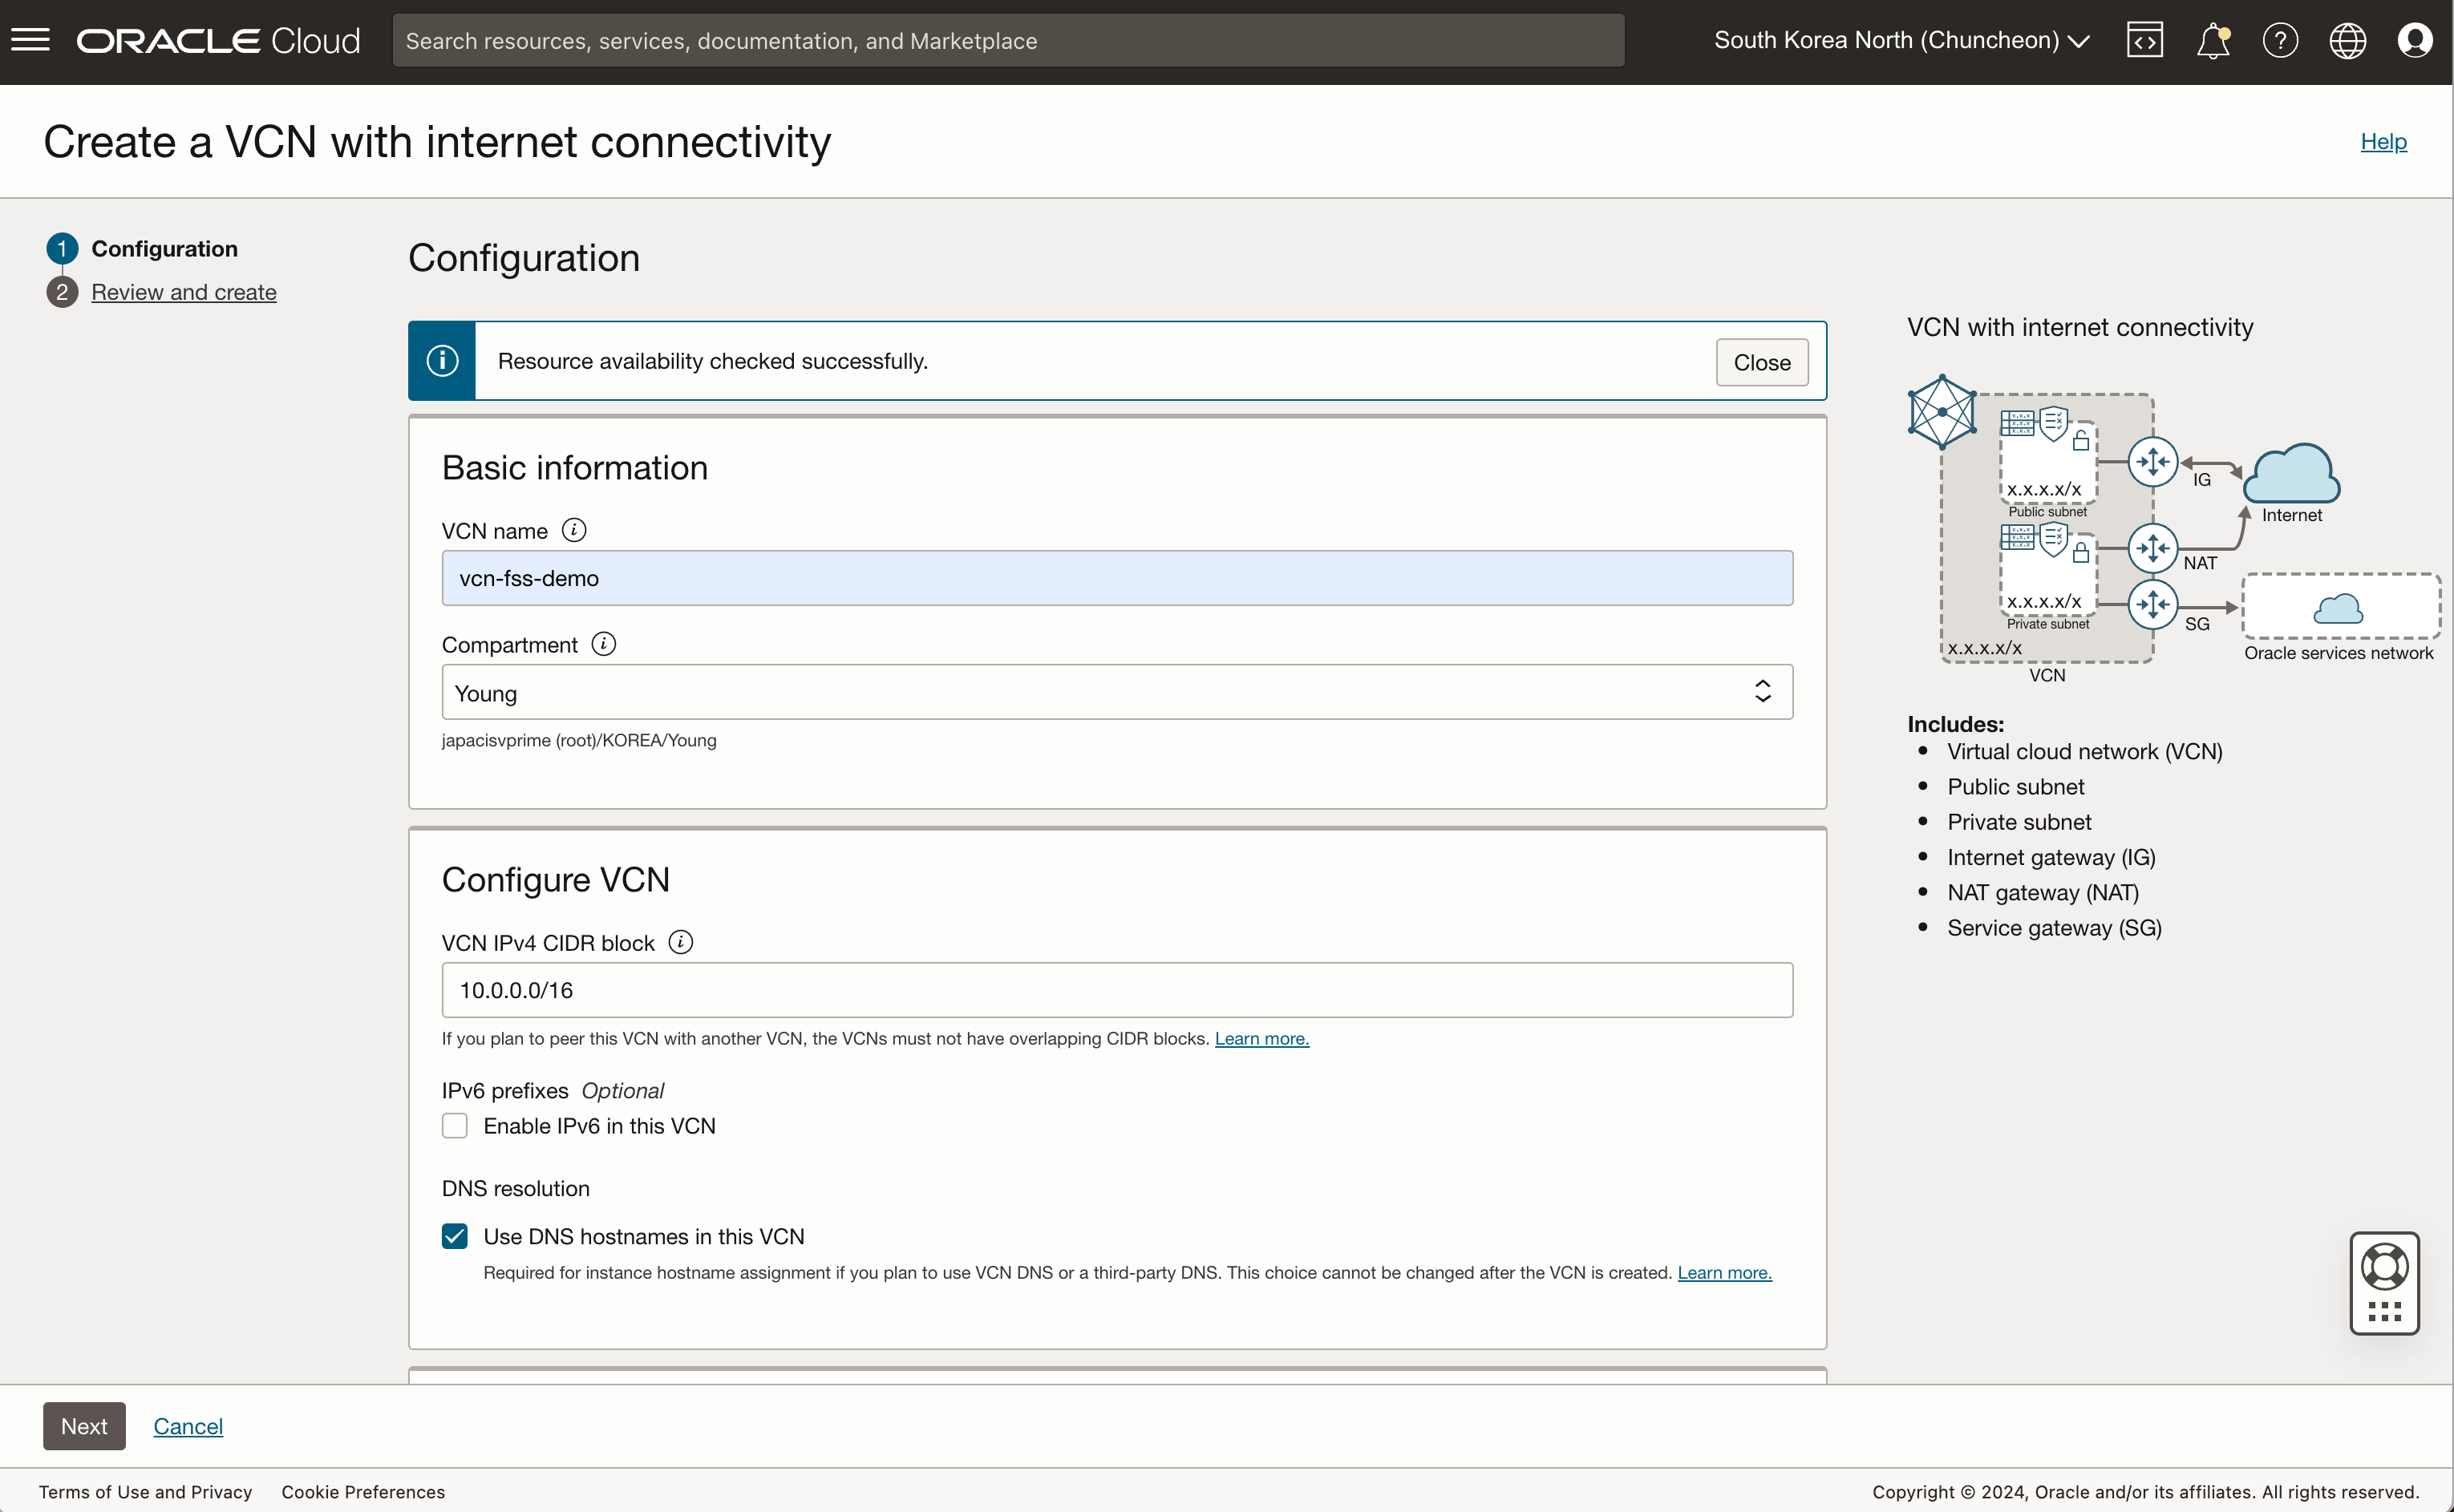 ORACLE Cloud
Search resources, services, documentation, and Marketplace
South Korea North (Chuncheon)
Create a VCN with internet connectivity
Help
1 Configuration
2 Review and create
Configuration
Resource availability checked successfully.
Close
Basic information
VCN name
vcn-fss-demo
Compartment
Young
japacisvprime (root)/KOREA/Young
Configure VCN
VCN IPv4 CIDR block
10.0.0.0/16
If you plan to peer this VCN with another VCN, the VCNs must not have overlapping CIDR blocks. Learn more.
IPv6 prefixes Optional
Enable IPv6 in this VCN
DNS resolution
Use DNS hostnames in this VCN
Required for instance hostname assignment if you plan to use VCN DNS or a third-party DNS. This choice cannot be changed after the VCN is created. Learn more.
VCN with internet connectivity
x.x.x.x/x
Public subnet
IG
Internet
NAT
x.x.x.x/x
Private subnet
SG
x.x.x.x/x
Oracle services network
VCN
Includes:
• Virtual cloud network (VCN)
• Public subnet
• Private subnet
• Internet gateway (IG)
• NAT gateway (NAT)
• Service gateway (SG)
Next
Cancel
Terms of Use and Privacy
Cookie Preferences
Copyright © 2024, Oracle and/or its affiliates. All rights reserved.